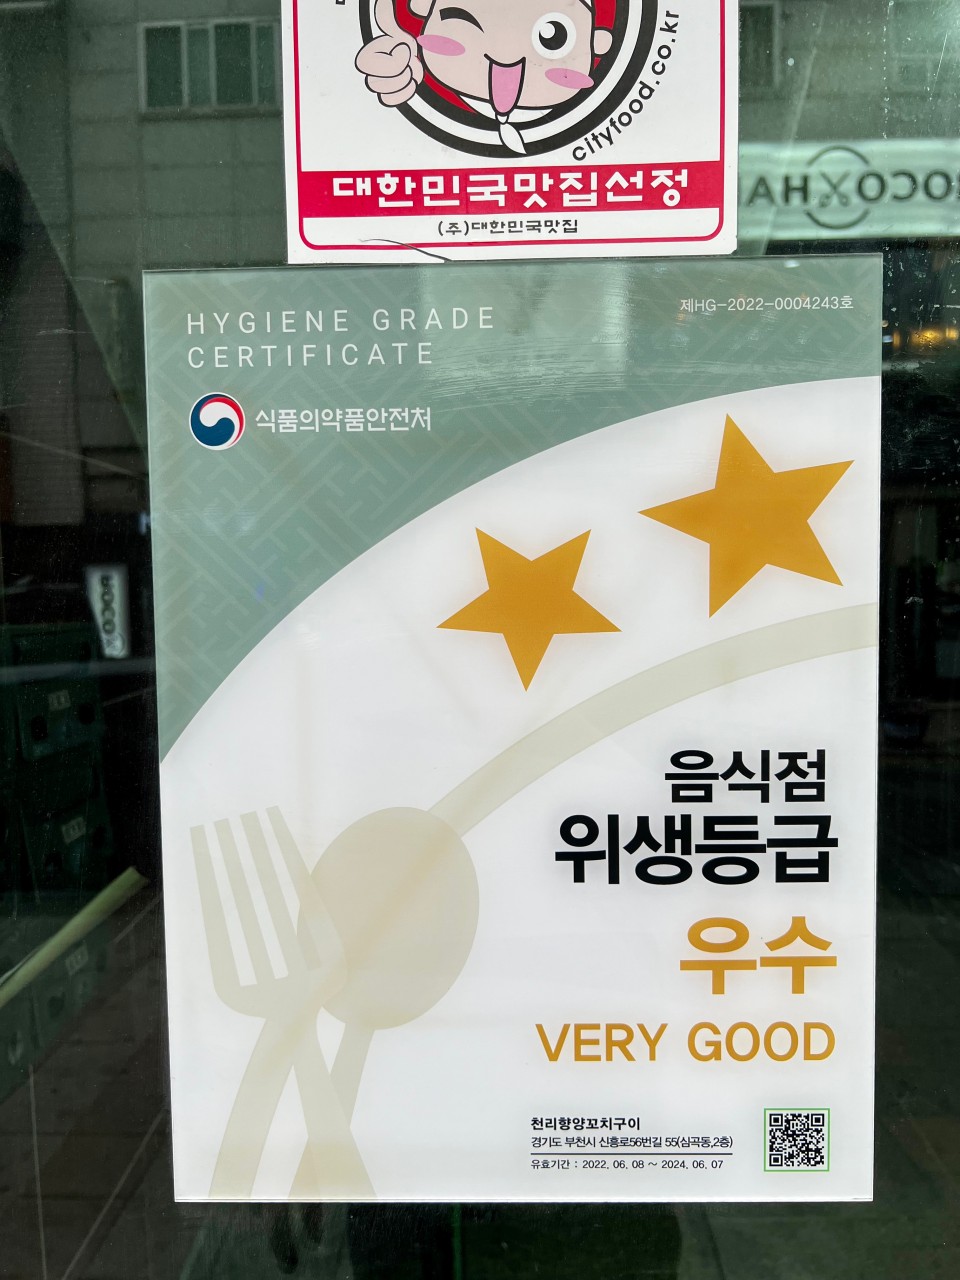 cityfood.co.kr
대한민국맛집선정
(주)대한민국맛집
HYGIENE GRADE
CERTIFICATE
제HG-2022-0004243호
식품의약품안전처
음식점
위생등급
우수
VERY GOOD
천리향양꼬치구이
경기도 부천시 신흥로56번길 55(심곡동,2층)
유효기간 : 2022. 06. 08 ~ 2024. 06. 07